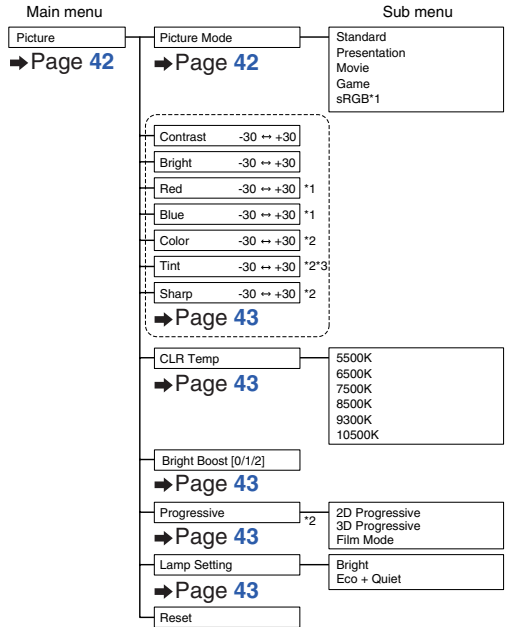 Main menu
Sub menu
Picture
➡Page 42
Picture Mode
➡Page 42
Standard
Presentation
Movie
Game
sRGB*1
Contrast -30 ↔ +30
Bright -30 ↔ +30
Red -30 ↔ +30 *1
Blue -30 ↔ +30 *1
Color -30 ↔ +30 *2
Tint -30 ↔ +30 *2*3
Sharp -30 ↔ +30 *2
➡Page 43
CLR Temp
➡Page 43
5500K
6500K
7500K
8500K
9300K
10500K
Bright Boost [0/1/2]
➡Page 43
Progressive *2
➡Page 43
2D Progressive
3D Progressive
Film Mode
Lamp Setting
➡Page 43
Bright
Eco + Quiet
Reset